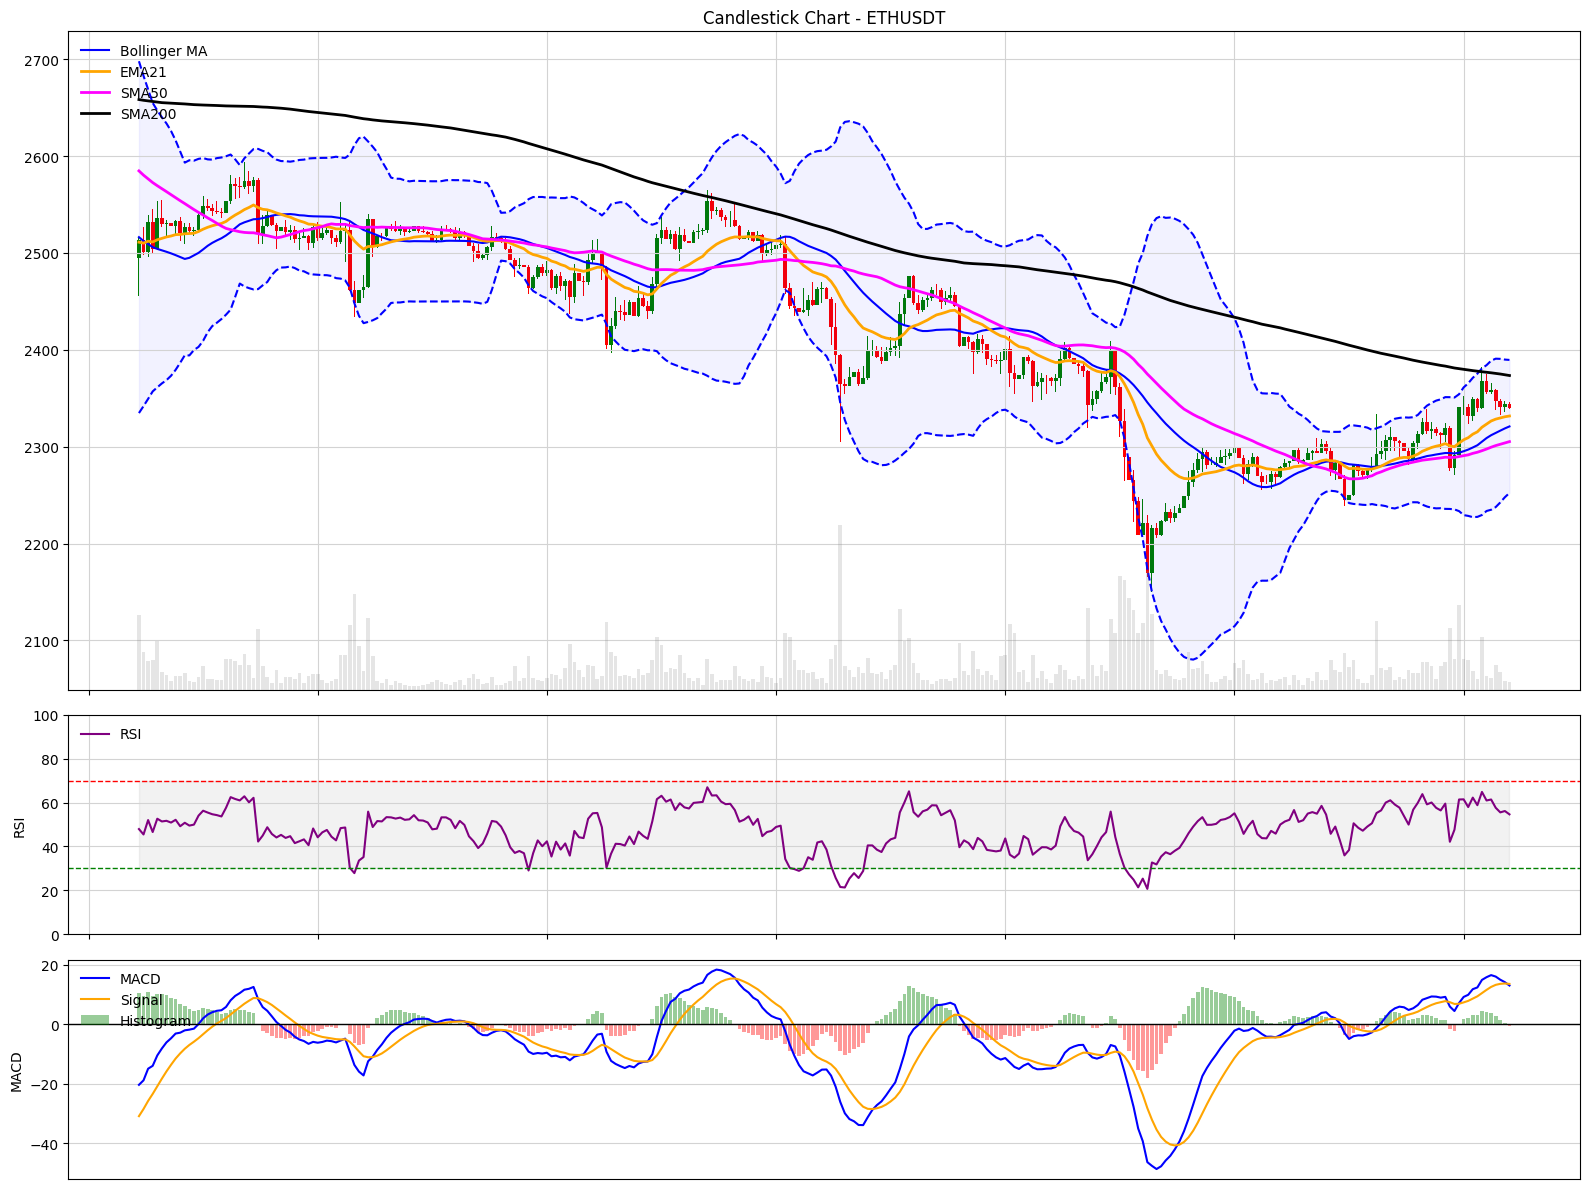 Candlestick Chart - ETHUSDT
Bollinger MA
EMA21
SMA50
SMA200
2700
2600
2500
2400
2300
2200
2100
RSI
100
80
60
40
20
0
RSI
MACD
Signal
Histogram
20
0
−20
−40
MACD